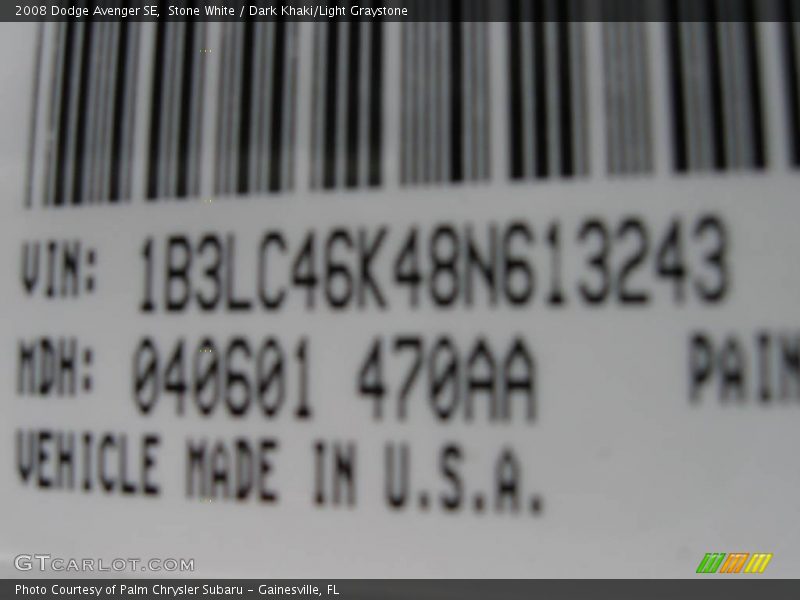 2008 Dodge Avenger SE,  Stone White / Dark Khaki/Light Graystone
VIN: 1B3LC46K48N613243
MDH: 040601 470AA PAIN
VEHICLE MADE IN U.S.A.
GTCARLOT.COM
Photo Courtesy of Palm Chrysler Subaru - Gainesville, FL